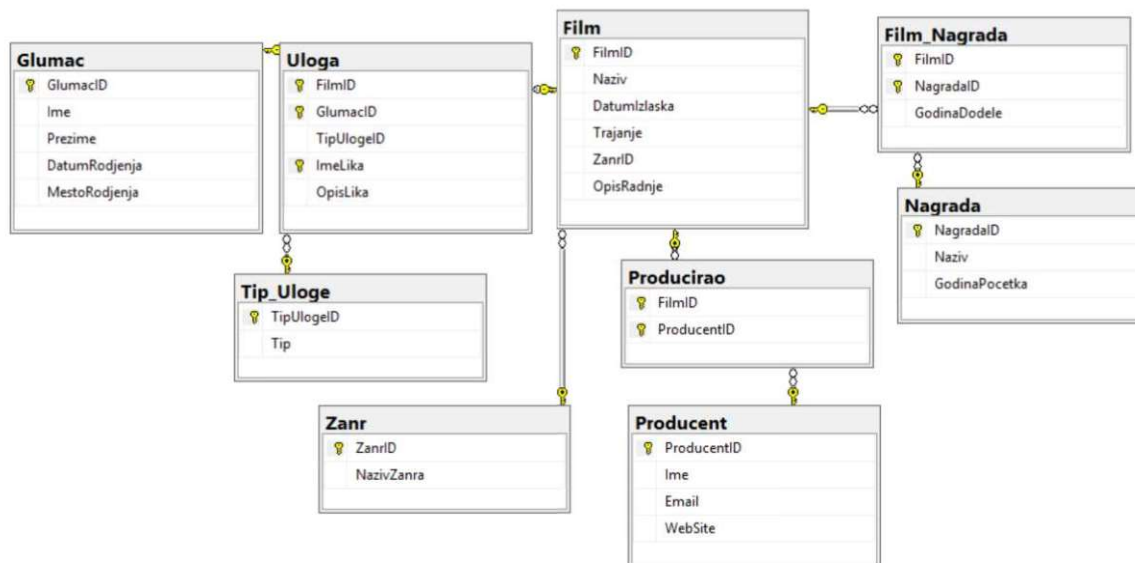 Glumac
GlumacID
Ime
Prezime
DatumRodjenja
MestoRodjenja
Uloga
FilmID
GlumacID
TipUlogeID
ImeLika
OpisLika
Film
FilmID
Naziv
DatumIzlaska
Trajanje
ZanrID
OpisRadnje
Film_Nagrada
FilmID
NagradaID
GodinaDodele
Nagrada
NagradaID
Naziv
GodinaPocetka
Tip_Uloge
TipUlogeID
Tip
Producirao
FilmID
ProducentID
Zanr
ZanrID
NazivZanra
Producent
ProducentID
Ime
Email
WebSite